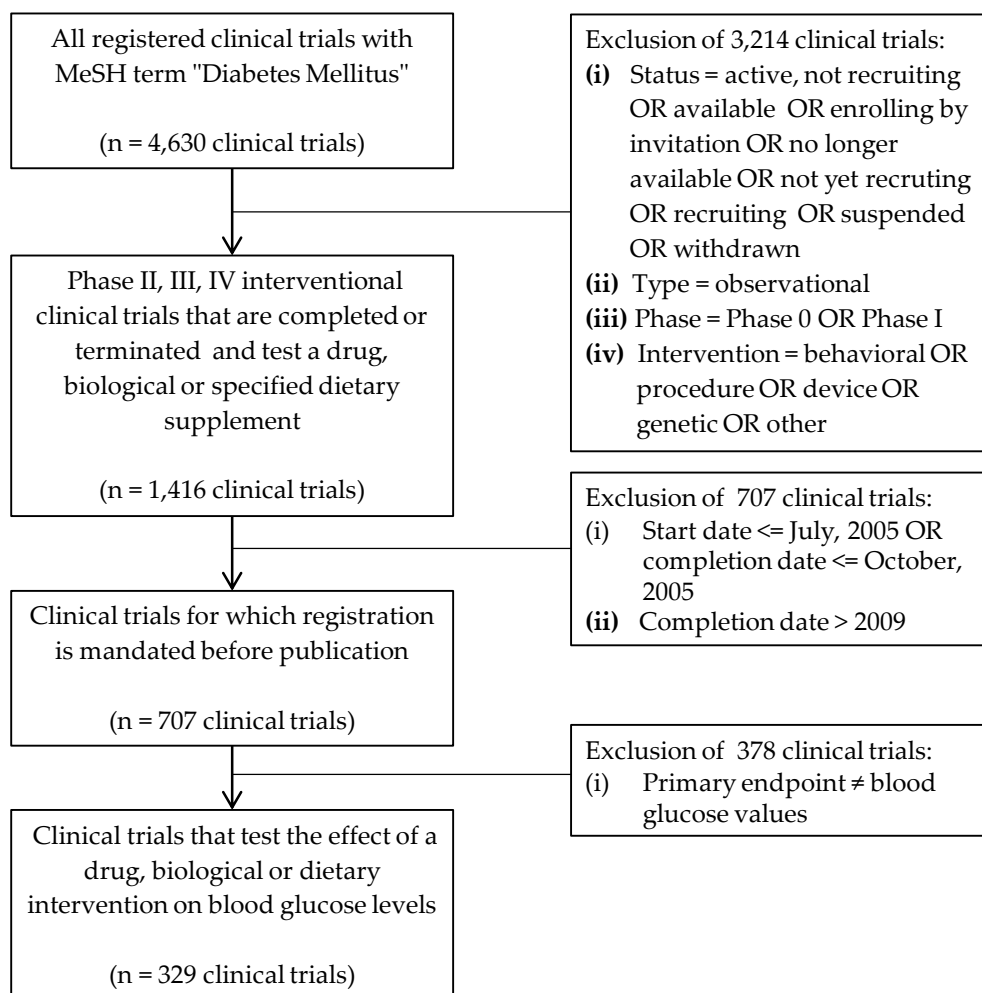 All registered clinical trials with
MeSH term "Diabetes Mellitus"
(n = 4,630 clinical trials)
Exclusion of 3,214 clinical trials:
(i) Status = active, not recruiting
OR available OR enrolling by
invitation OR no longer
available OR not yet recruting
OR recruiting OR suspended
OR withdrawn
(ii) Type = observational
(iii) Phase = Phase 0 OR Phase I
(iv) Intervention = behavioral OR
procedure OR device OR
genetic OR other
Phase II, III, IV interventional
clinical trials that are completed or
terminated and test a drug,
biological or specified dietary
supplement
(n = 1,416 clinical trials)
Exclusion of 707 clinical trials:
(i) Start date <= July, 2005 OR
completion date <= October,
2005
(ii) Completion date > 2009
Clinical trials for which registration
is mandated before publication
(n = 707 clinical trials)
Exclusion of 378 clinical trials:
(i) Primary endpoint ≠ blood
glucose values
Clinical trials that test the effect of a
drug, biological or dietary
intervention on blood glucose levels
(n = 329 clinical trials)